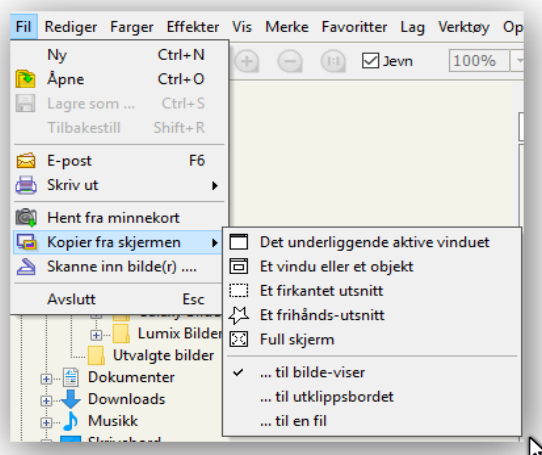 Fil Rediger Farger Effekter Vis Merke Favoritter Lag Verktøy Op
Ny Ctrl+N
Åpne Ctrl+O
Lagre som ... Ctrl+S
Tilbakestill Shift+R
E-post F6
Skriv ut
Hent fra minnekort
Kopier fra skjermen
Skanne inn bilde(r) ....
Avslutt Esc
1:1 Jevn 100%
Det underliggende aktive vinduet
Et vindu eller et objekt
Et firkantet utsnitt
Et frihånds-utsnitt
Full skjerm
... til bilde-viser
... til utklippsbordet
... til en fil
Lumix Bilder
Utvalgte bilder
Dokumenter
Downloads
Musikk